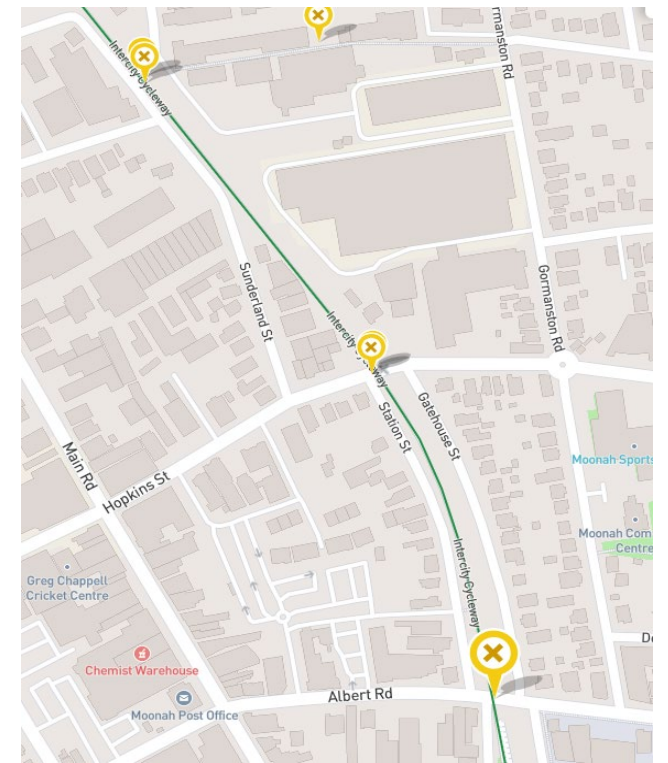 Intercity Cycleway
rmanston Rd
Sunderland St
Gormanston Rd
Intercity Cycleway
Gatehouse St
Station St
Main Rd
Hopkins St
Moonah Sports
Moonah Com
Centre
Greg Chappell
Cricket Centre
Intercity Cycleway
Chemist Warehouse
Albert Rd
Moonah Post Office